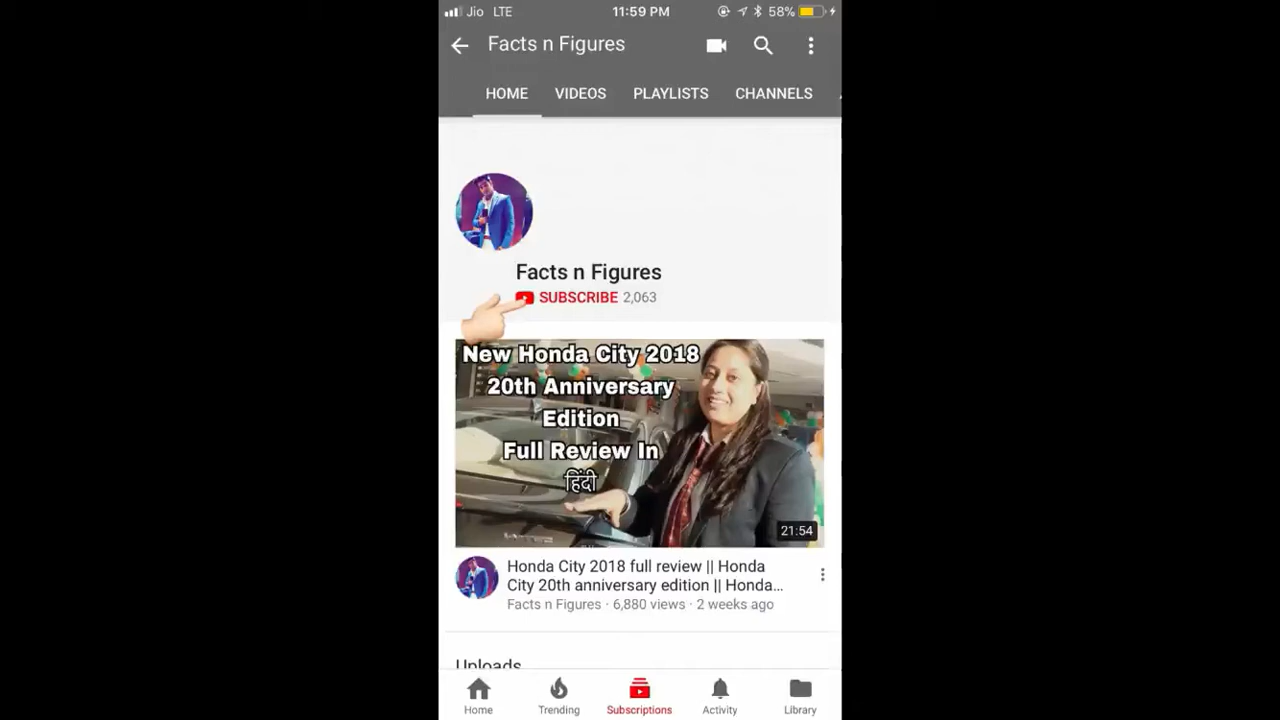 Jio LTE 11:59 PM 58%
Facts n Figures
HOME VIDEOS PLAYLISTS CHANNELS
Facts n Figures
SUBSCRIBE 2,063
New Honda City 2018
20th Anniversary
Edition
Full Review In
हिंदी
21:54
Honda City 2018 full review || Honda
City 20th anniversary edition || Honda...
Facts n Figures · 6,880 views · 2 weeks ago
Uploads
Home Trending Subscriptions Activity Library